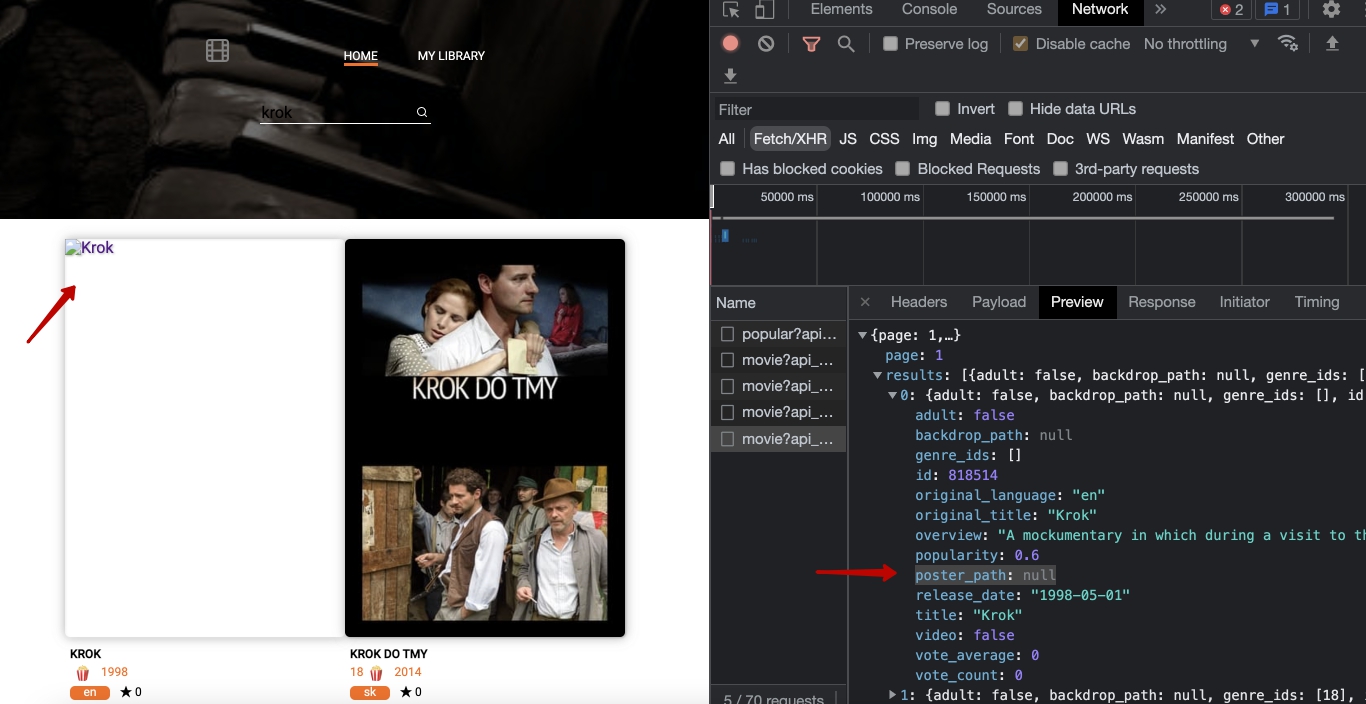 HOME MY LIBRARY
krok
Krok
KROK DO TMY
KROK
1998
en ★ 0
KROK DO TMY
18 2014
sk ★ 0
Elements Console Sources Network » 2 1
Preserve log Disable cache No throttling
Filter Invert Hide data URLs
All Fetch/XHR JS CSS Img Media Font Doc WS Wasm Manifest Other
Has blocked cookies Blocked Requests 3rd-party requests
50000 ms 100000 ms 150000 ms 200000 ms 250000 ms 300000 ms
Name
popular?api...
movie?api_...
movie?api_...
movie?api_...
movie?api_...
5 / 70 requests
× Headers Payload Preview Response Initiator Timing
▼{page: 1,…}
page: 1
▼results: [{adult: false, backdrop_path: null, genre_ids: [
▼0: {adult: false, backdrop_path: null, genre_ids: [], id
adult: false
backdrop_path: null
genre_ids: []
id: 818514
original_language: "en"
original_title: "Krok"
overview: "A mockumentary in which during a visit to th
popularity: 0.6
poster_path: null
release_date: "1998-05-01"
title: "Krok"
video: false
vote_average: 0
vote_count: 0
▶1: {adult: false, backdrop_path: null, genre_ids: [18],